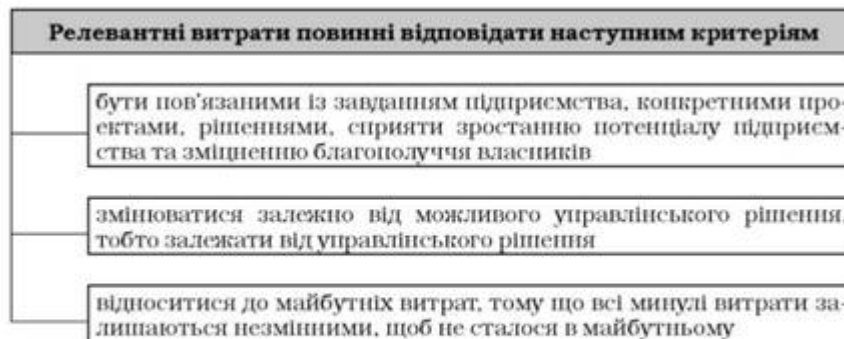 Релевантні витрати повинні відповідати наступним критеріям
бути пов'язаними із завданням підприємства, конкретними про-
ектами, рішеннями, сприяти зростанню потенціалу підприєм-
ства та зміцненню благополуччя власників
змінюватися залежно від можливого управлінського рішення,
тобто залежати від управлінського рішення
відноситися до майбутніх витрат, тому що всі минулі витрати за-
лишаються незмінними, щоб не сталося в майбутньому